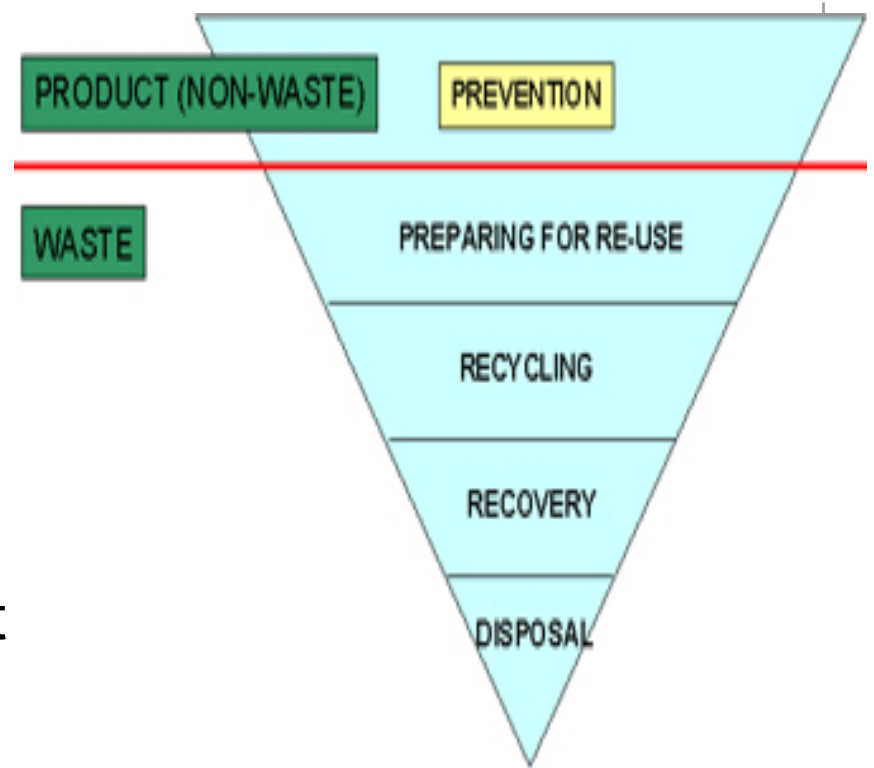 PRODUCT (NON-WASTE)
PREVENTION
WASTE
PREPARING FOR RE-USE
RECYCLING
RECOVERY
DISPOSAL